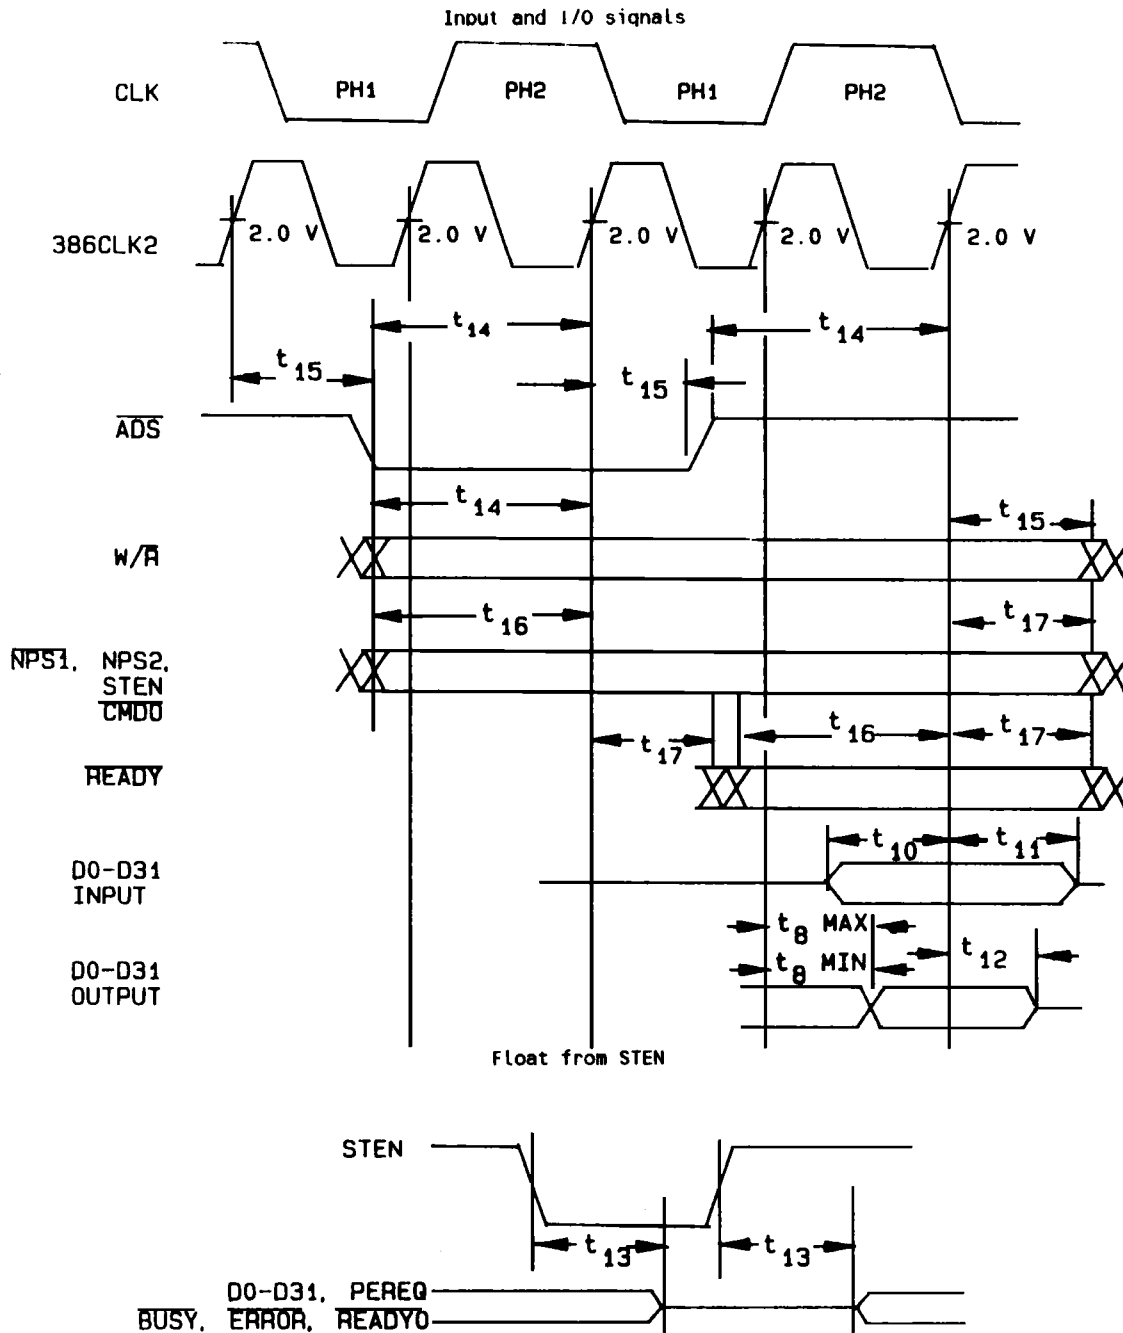 Input and I/O signals
CLK PH1 PH2 PH1 PH2
386CLK2 2.0 V 2.0 V 2.0 V 2.0 V 2.0 V
t14 t14
t15 t15
ADS
t14 t15
W/R
t16 t17
NPS1, NPS2,
STEN
CMD0
t17 t16 t17
READY
t10 t11
D0-D31
INPUT
t8 MAX t12
t8 MIN
D0-D31
OUTPUT
Float from STEN
STEN
t13 t13
D0-D31, PEREQ
BUSY, ERROR, READYO